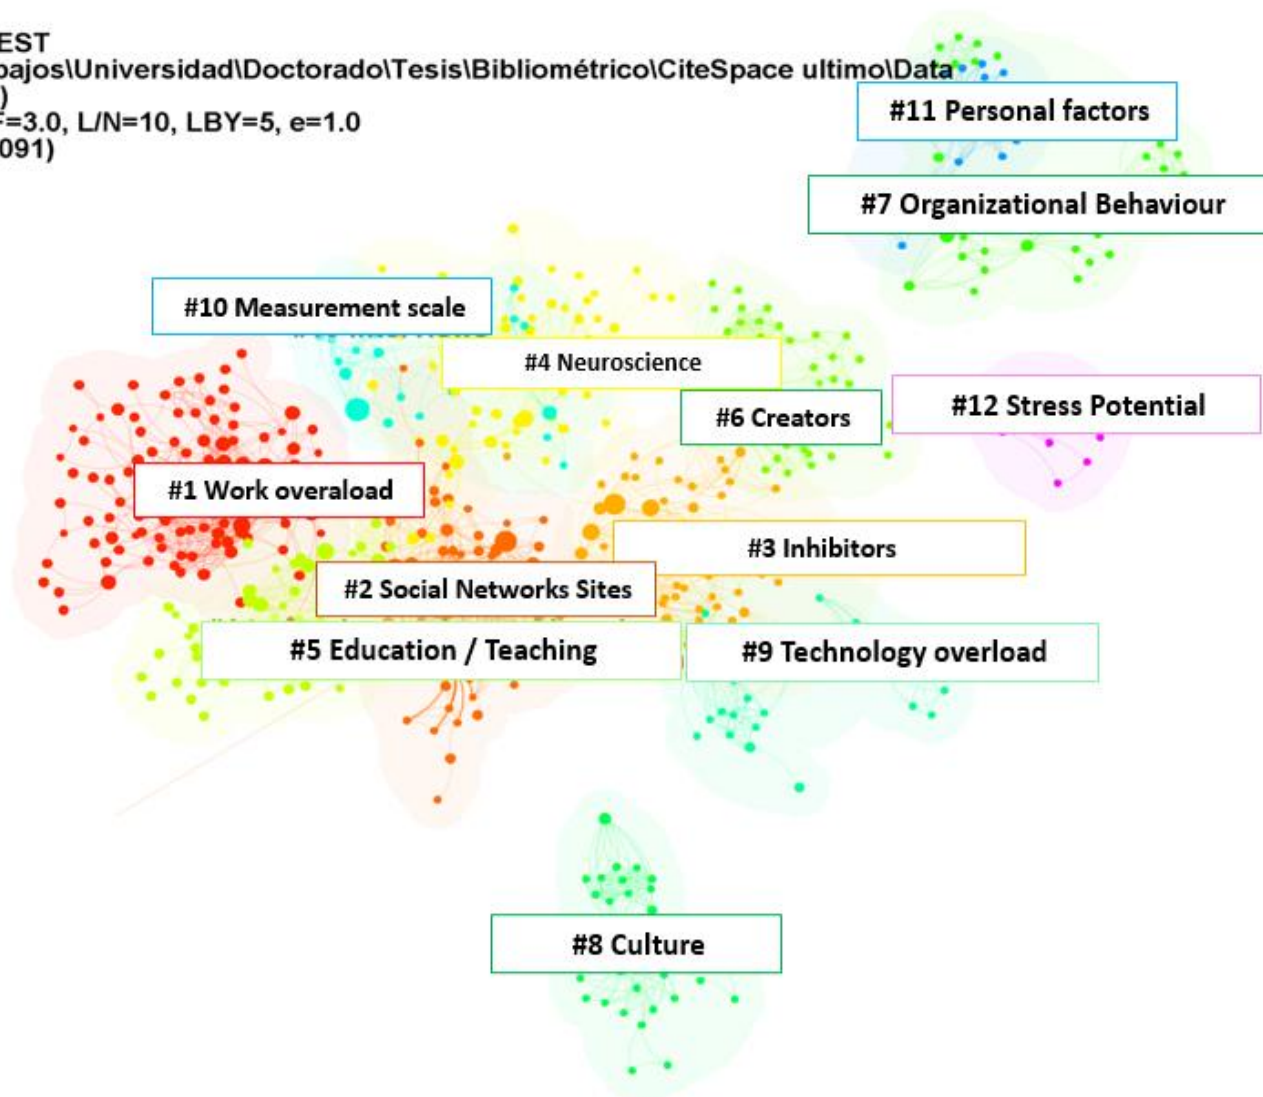 EST
bajos\Universidad\Doctorado\Tesis\Bibliométrico\CiteSpace ultimo\Data
)
=3.0, L/N=10, LBY=5, e=1.0
091)
#11 Personal factors
#7 Organizational Behaviour
#10 Measurement scale
#4 Neuroscience
#6 Creators
#12 Stress Potential
#1 Work overaload
#3 Inhibitors
#2 Social Networks Sites
#5 Education / Teaching
#9 Technology overload
#8 Culture